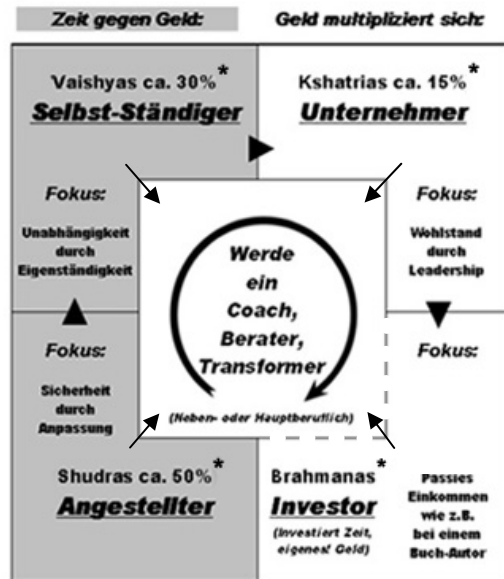 Zeit gegen Geld:
Geld multipliziert sich:
Vaishyas ca. 30% *
Selbst-Ständiger
Kshatrias ca. 15% *
Unternehmer
Fokus:
Unabhängigkeit
durch
Eigenständigkeit
Fokus:
Wohlstand
durch
Leadership
Werde
ein
Coach,
Berater,
Transformer
(Neben- oder Hauptberuflich)
Fokus:
Sicherheit
durch
Anpassung
Fokus:
Passies
Einkommen
wie z.B.
bei einem
Buch-Autor
Shudras ca. 50% *
Angestellter
Brahmanas *
Investor
(Investiert Zeit,
eigenes! Geld)